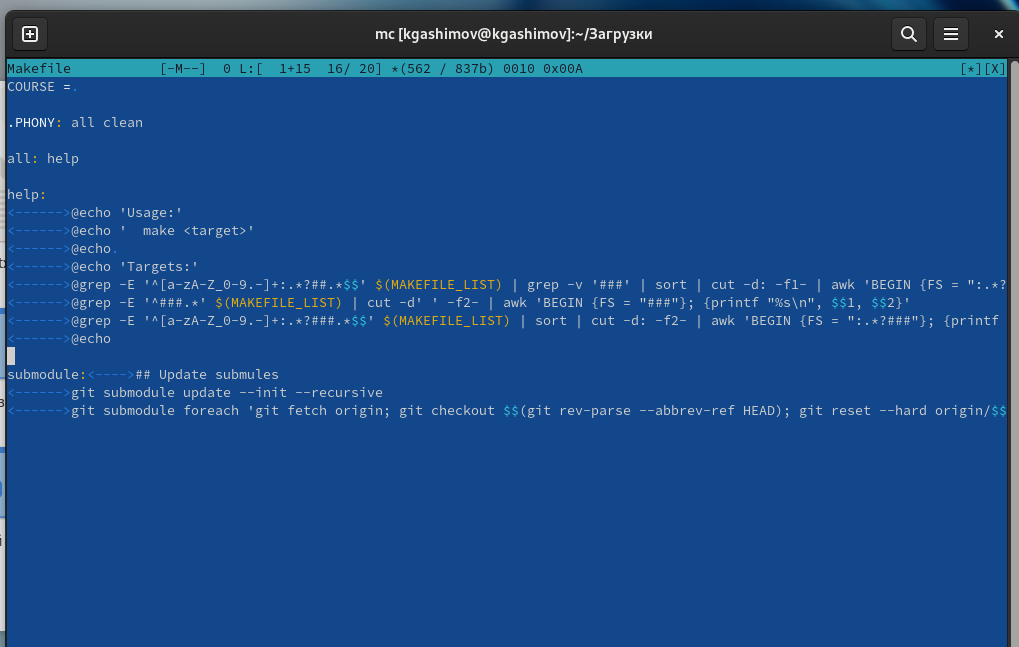 mc [kgashimov@kgashimov]:~/Загрузки
Makefile [-M--] 0 L:[ 1+15 16/ 20] *(562 / 837b) 0010 0x00A [*][X]
COURSE =.
.PHONY: all clean
all: help
help:
<------>@echo 'Usage:'
<------>@echo '  make <target>'
<------>@echo.
<------>@echo 'Targets:'
<------>@grep -E '^[a-zA-Z_0-9.-]+:.*?##.*$$' $(MAKEFILE_LIST) | grep -v '###' | sort | cut -d: -f1- | awk 'BEGIN {FS = ":.*?
<------>@grep -E '^###.*' $(MAKEFILE_LIST) | cut -d' ' -f2- | awk 'BEGIN {FS = "###"}; {printf "%s\n", $$1, $$2}'
<------>@grep -E '^[a-zA-Z_0-9.-]+:.*?###.*$$' $(MAKEFILE_LIST) | sort | cut -d: -f2- | awk 'BEGIN {FS = ":.*?###"}; {printf
<------>@echo
submodule:<---->## Update submules
<------>git submodule update --init --recursive
<------>git submodule foreach 'git fetch origin; git checkout $$(git rev-parse --abbrev-ref HEAD); git reset --hard origin/$$